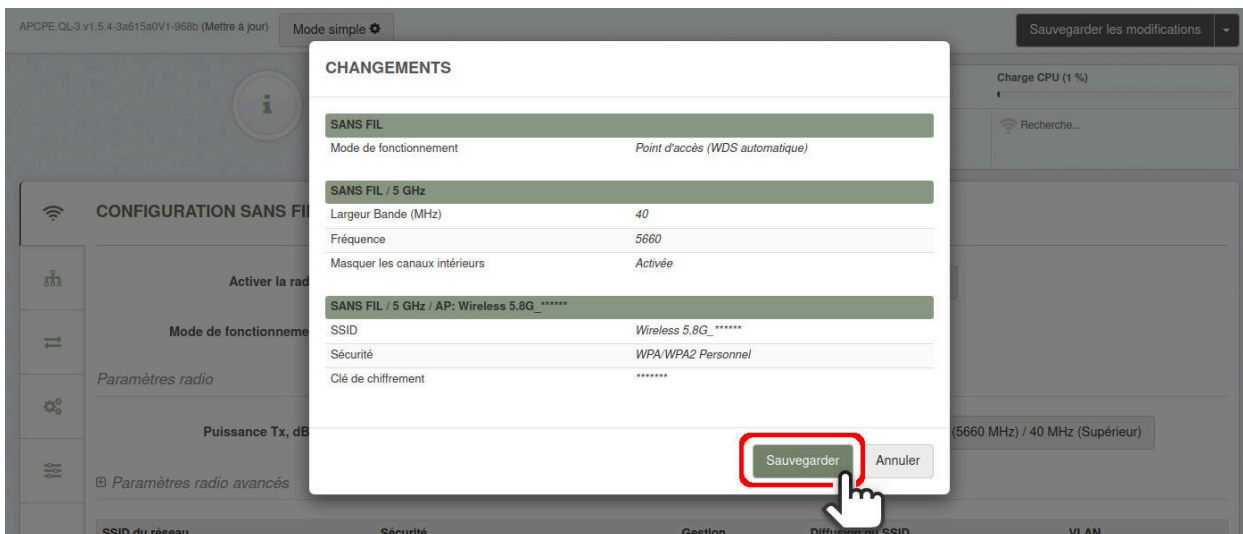 APCPE.QL-3.v1.5.4-3a615a0V1-968b (Mettre à jour)
Mode simple
Sauvegarder les modifications
CHANGEMENTS
Charge CPU (1 %)
Recherche...
SANS FIL
Mode de fonctionnement Point d'accès (WDS automatique)
SANS FIL / 5 GHz
CONFIGURATION SANS FIL
Largeur Bande (MHz) 40
Fréquence 5660
Masquer les canaux intérieurs Activée
Activer la rad
SANS FIL / 5 GHz / AP: Wireless 5.8G_******
Mode de fonctionneme
SSID Wireless 5.8G_******
Sécurité WPA/WPA2 Personnel
Clé de chiffrement *******
Paramètres radio
Puissance Tx, dB
(5660 MHz) / 40 MHz (Supérieur)
Sauvegarder Annuler
Paramètres radio avancés
SSID du réseau Sécurité Gestion Diffusion du SSID VLAN